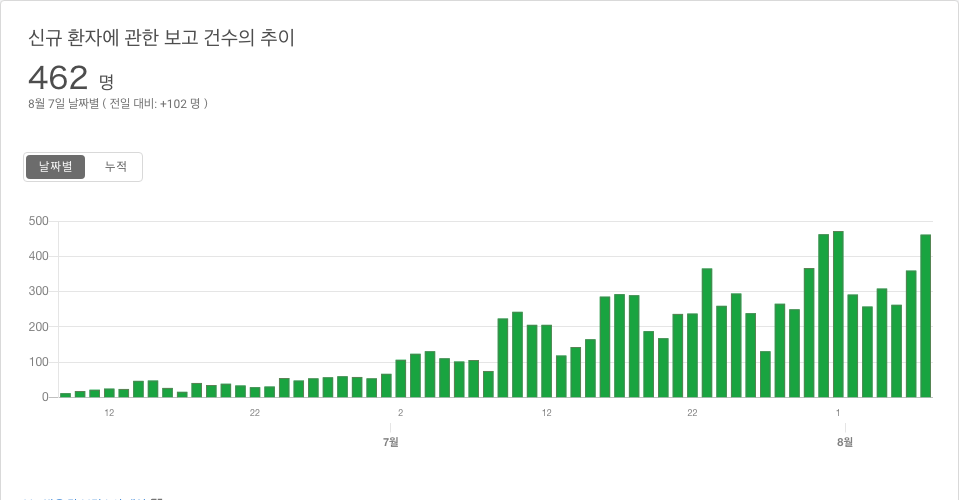 신규 환자에 관한 보고 건수의 추이
462 명
8월 7일 날짜별 ( 전일 대비: +102 명 )
날짜별 누적
500
400
300
200
100
0
12 22 2 12 22 1
7월 8월